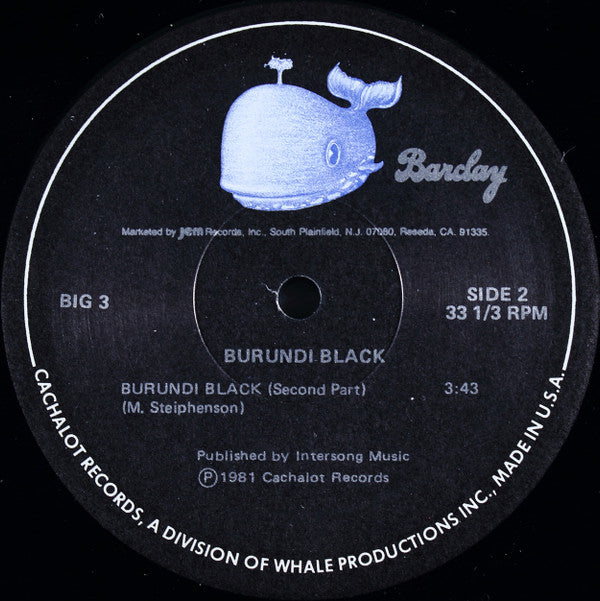 Barclay
Marketed by jem Records, Inc., South Plainfield, N.J. 07080, Reseda, CA. 91335.
BIG 3
SIDE 2
33 1/3 RPM
BURUNDI BLACK
BURUNDI BLACK (Second Part) 3:43
(M. Steiphenson)
Published by Intersong Music
Ⓟ1981 Cachalot Records
CACHALOT RECORDS, A DIVISION OF WHALE PRODUCTIONS INC., MADE IN U.S.A.